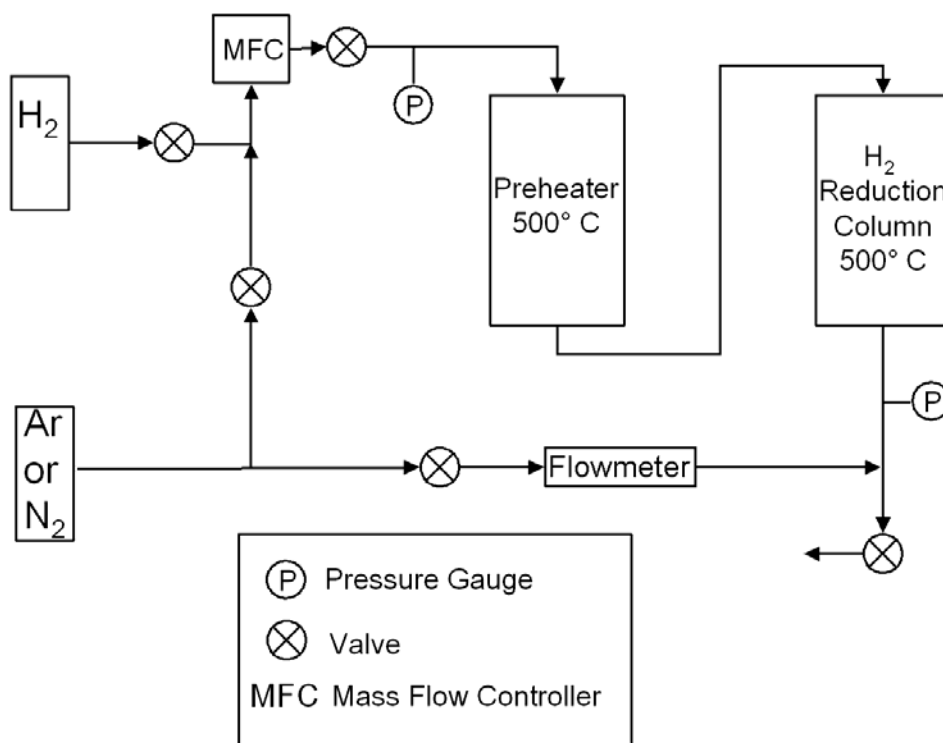 MFC
P
H₂
Preheater
500° C
H₂
Reduction
Column
500° C
P
Ar
or
N₂
Flowmeter
P Pressure Gauge
Valve
MFC Mass Flow Controller